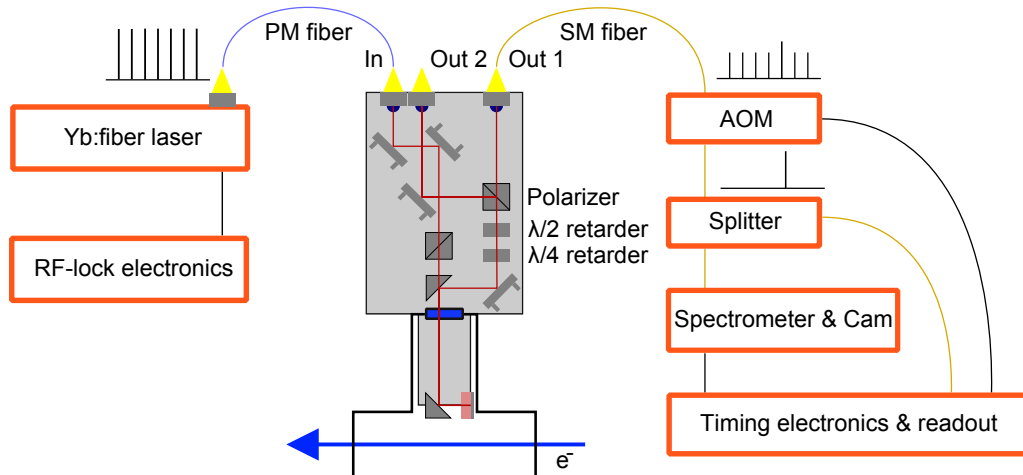 PM fiber
SM fiber
In
Out 2
Out 1
Yb:fiber laser
AOM
Polarizer
λ/2 retarder
λ/4 retarder
Splitter
RF-lock electronics
Spectrometer & Cam
Timing electronics & readout
e⁻